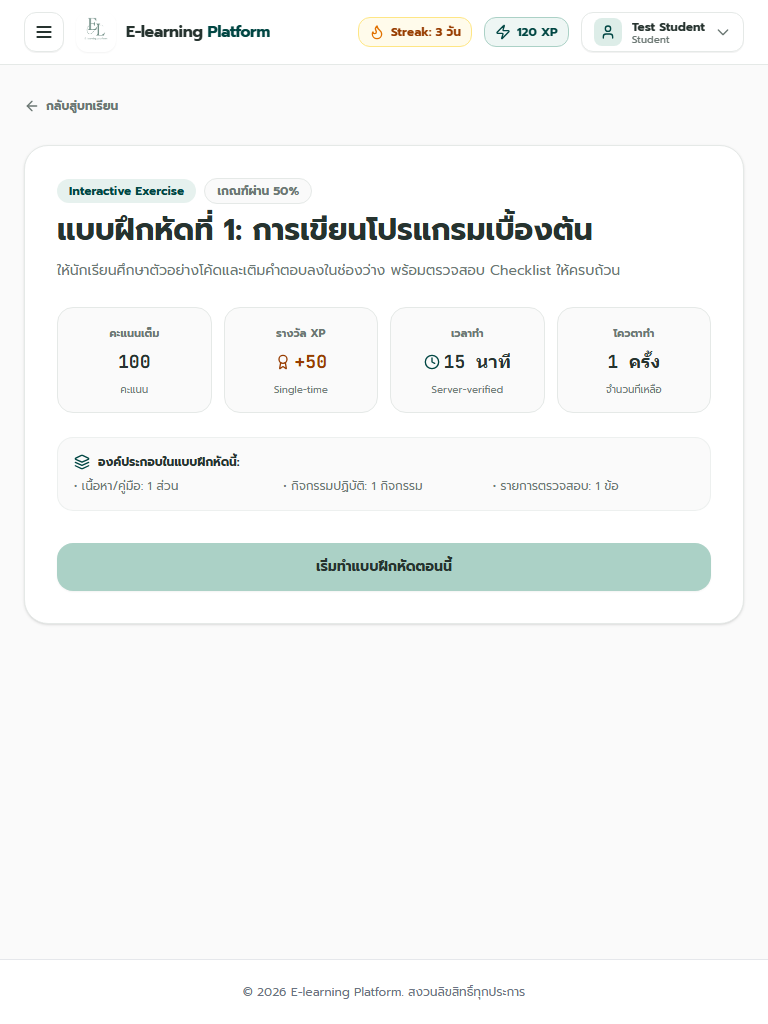 EL
E-learning Platform
Streak: 3 วัน
120 XP
Test Student
Student
กลับสู่บทเรียน
Interactive Exercise
เกณฑ์ผ่าน 50%
แบบฝึกหัดที่ 1: การเขียนโปรแกรมเบื้องต้น
ให้นักเรียนศึกษาตัวอย่างโค้ดและเติมคำตอบลงในช่องว่าง พร้อมตรวจสอบ Checklist ให้ครบถ้วน
คะแนนเต็ม
100
คะแนน
รางวัล XP
+50
Single-time
เวลาทำ
15 นาที
Server-verified
โควตาทำ
1 ครั้ง
จำนวนที่เหลือ
องค์ประกอบในแบบฝึกหัดนี้:
• เนื้อหา/คู่มือ: 1 ส่วน
• กิจกรรมปฏิบัติ: 1 กิจกรรม
• รายการตรวจสอบ: 1 ข้อ
เริ่มทำแบบฝึกหัดตอนนี้
© 2026 E-learning Platform. สงวนลิขสิทธิ์ทุกประการ